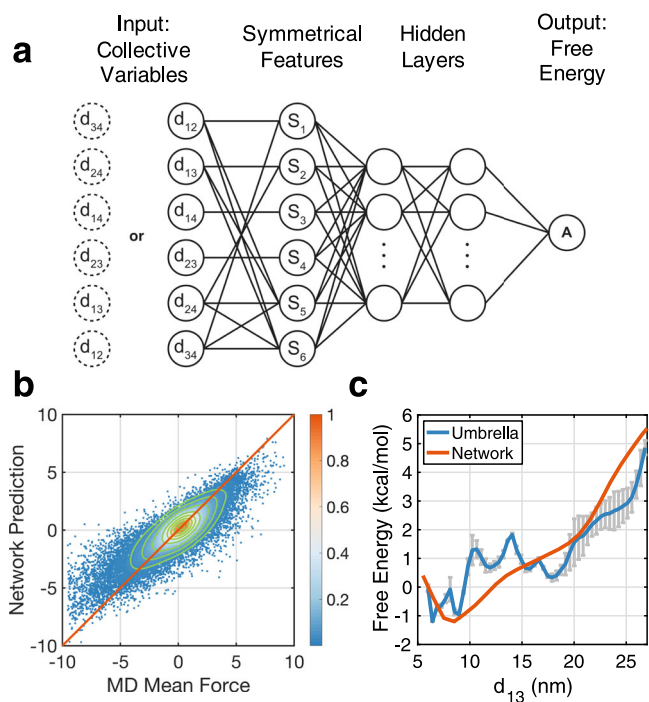 Input:
Collective
Variables
Symmetrical
Features
Hidden
Layers
Output:
Free
Energy
a
d34 d12 S1
d24 d13 S2
d14 d14 S3
or
A
d23 d23 S4
d13 d24 S5
d12 d34 S6
b
10
5
0
-5
-10
Network Prediction
-10 -5 0 5 10
MD Mean Force
1
0.8
0.6
0.4
0.2
c
6
5
4
3
2
1
0
-1
-2
Free Energy (kcal/mol)
Umbrella
Network
5 10 15 20 25
d13 (nm)